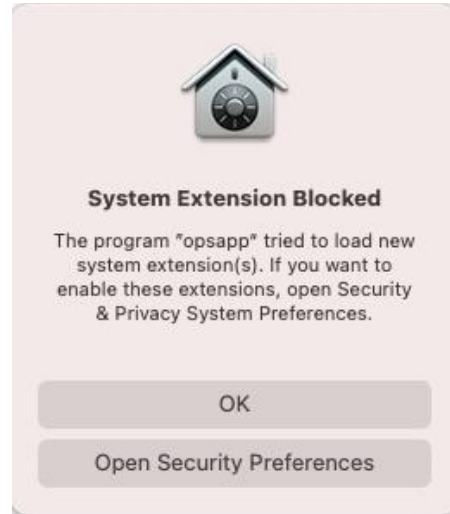 System Extension Blocked
The program "opsapp" tried to load new
system extension(s). If you want to
enable these extensions, open Security
& Privacy System Preferences.
OK
Open Security Preferences